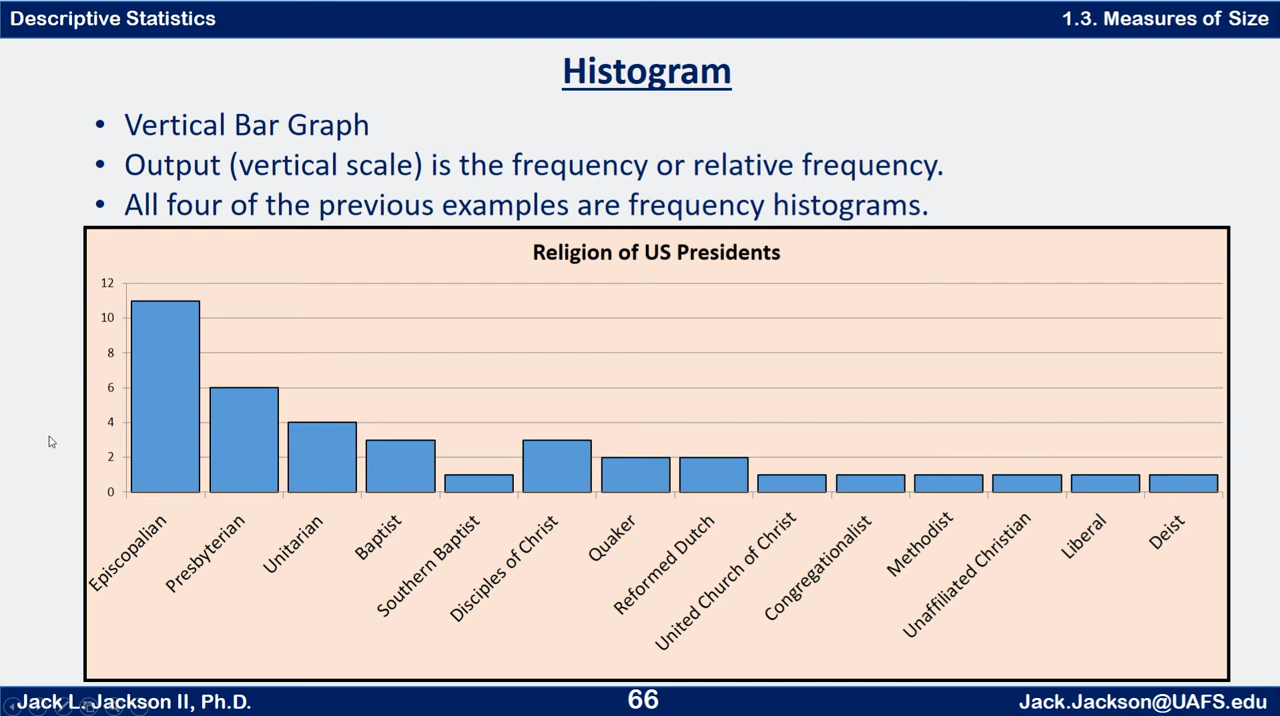 Descriptive Statistics
1.3. Measures of Size
Histogram
• Vertical Bar Graph
• Output (vertical scale) is the frequency or relative frequency.
• All four of the previous examples are frequency histograms.
Religion of US Presidents
12
10
8
6
4
2
0
Episcopalian
Presbyterian
Unitarian
Baptist
Southern Baptist
Disciples of Christ
Quaker
Reformed Dutch
United Church of Christ
Congregationalist
Methodist
Unaffiliated Christian
Liberal
Deist
Jack L. Jackson II, Ph.D.
66
Jack.Jackson@UAFS.edu